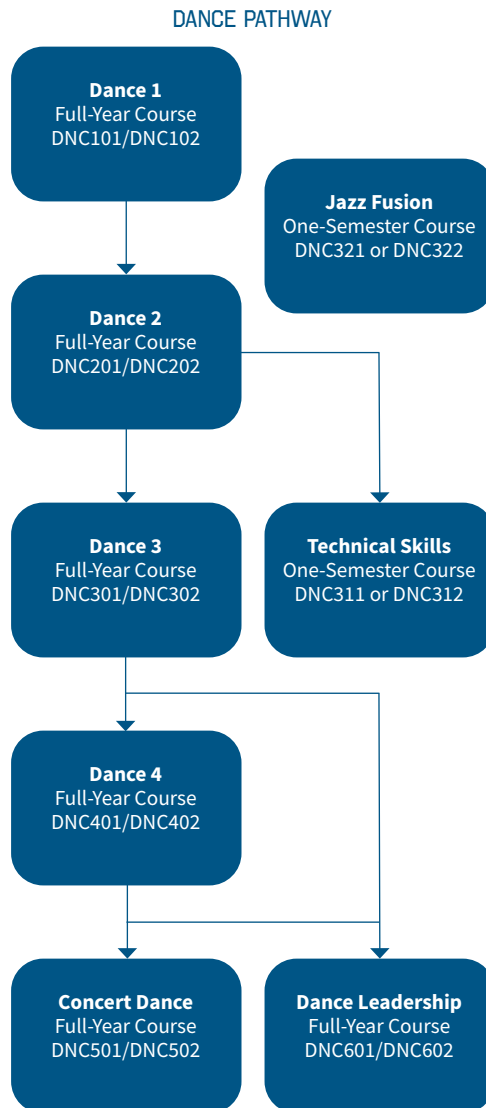 DANCE PATHWAY
Dance 1
Full-Year Course
DNC101/DNC102
Jazz Fusion
One-Semester Course
DNC321 or DNC322
Dance 2
Full-Year Course
DNC201/DNC202
Dance 3
Full-Year Course
DNC301/DNC302
Technical Skills
One-Semester Course
DNC311 or DNC312
Dance 4
Full-Year Course
DNC401/DNC402
Concert Dance
Full-Year Course
DNC501/DNC502
Dance Leadership
Full-Year Course
DNC601/DNC602